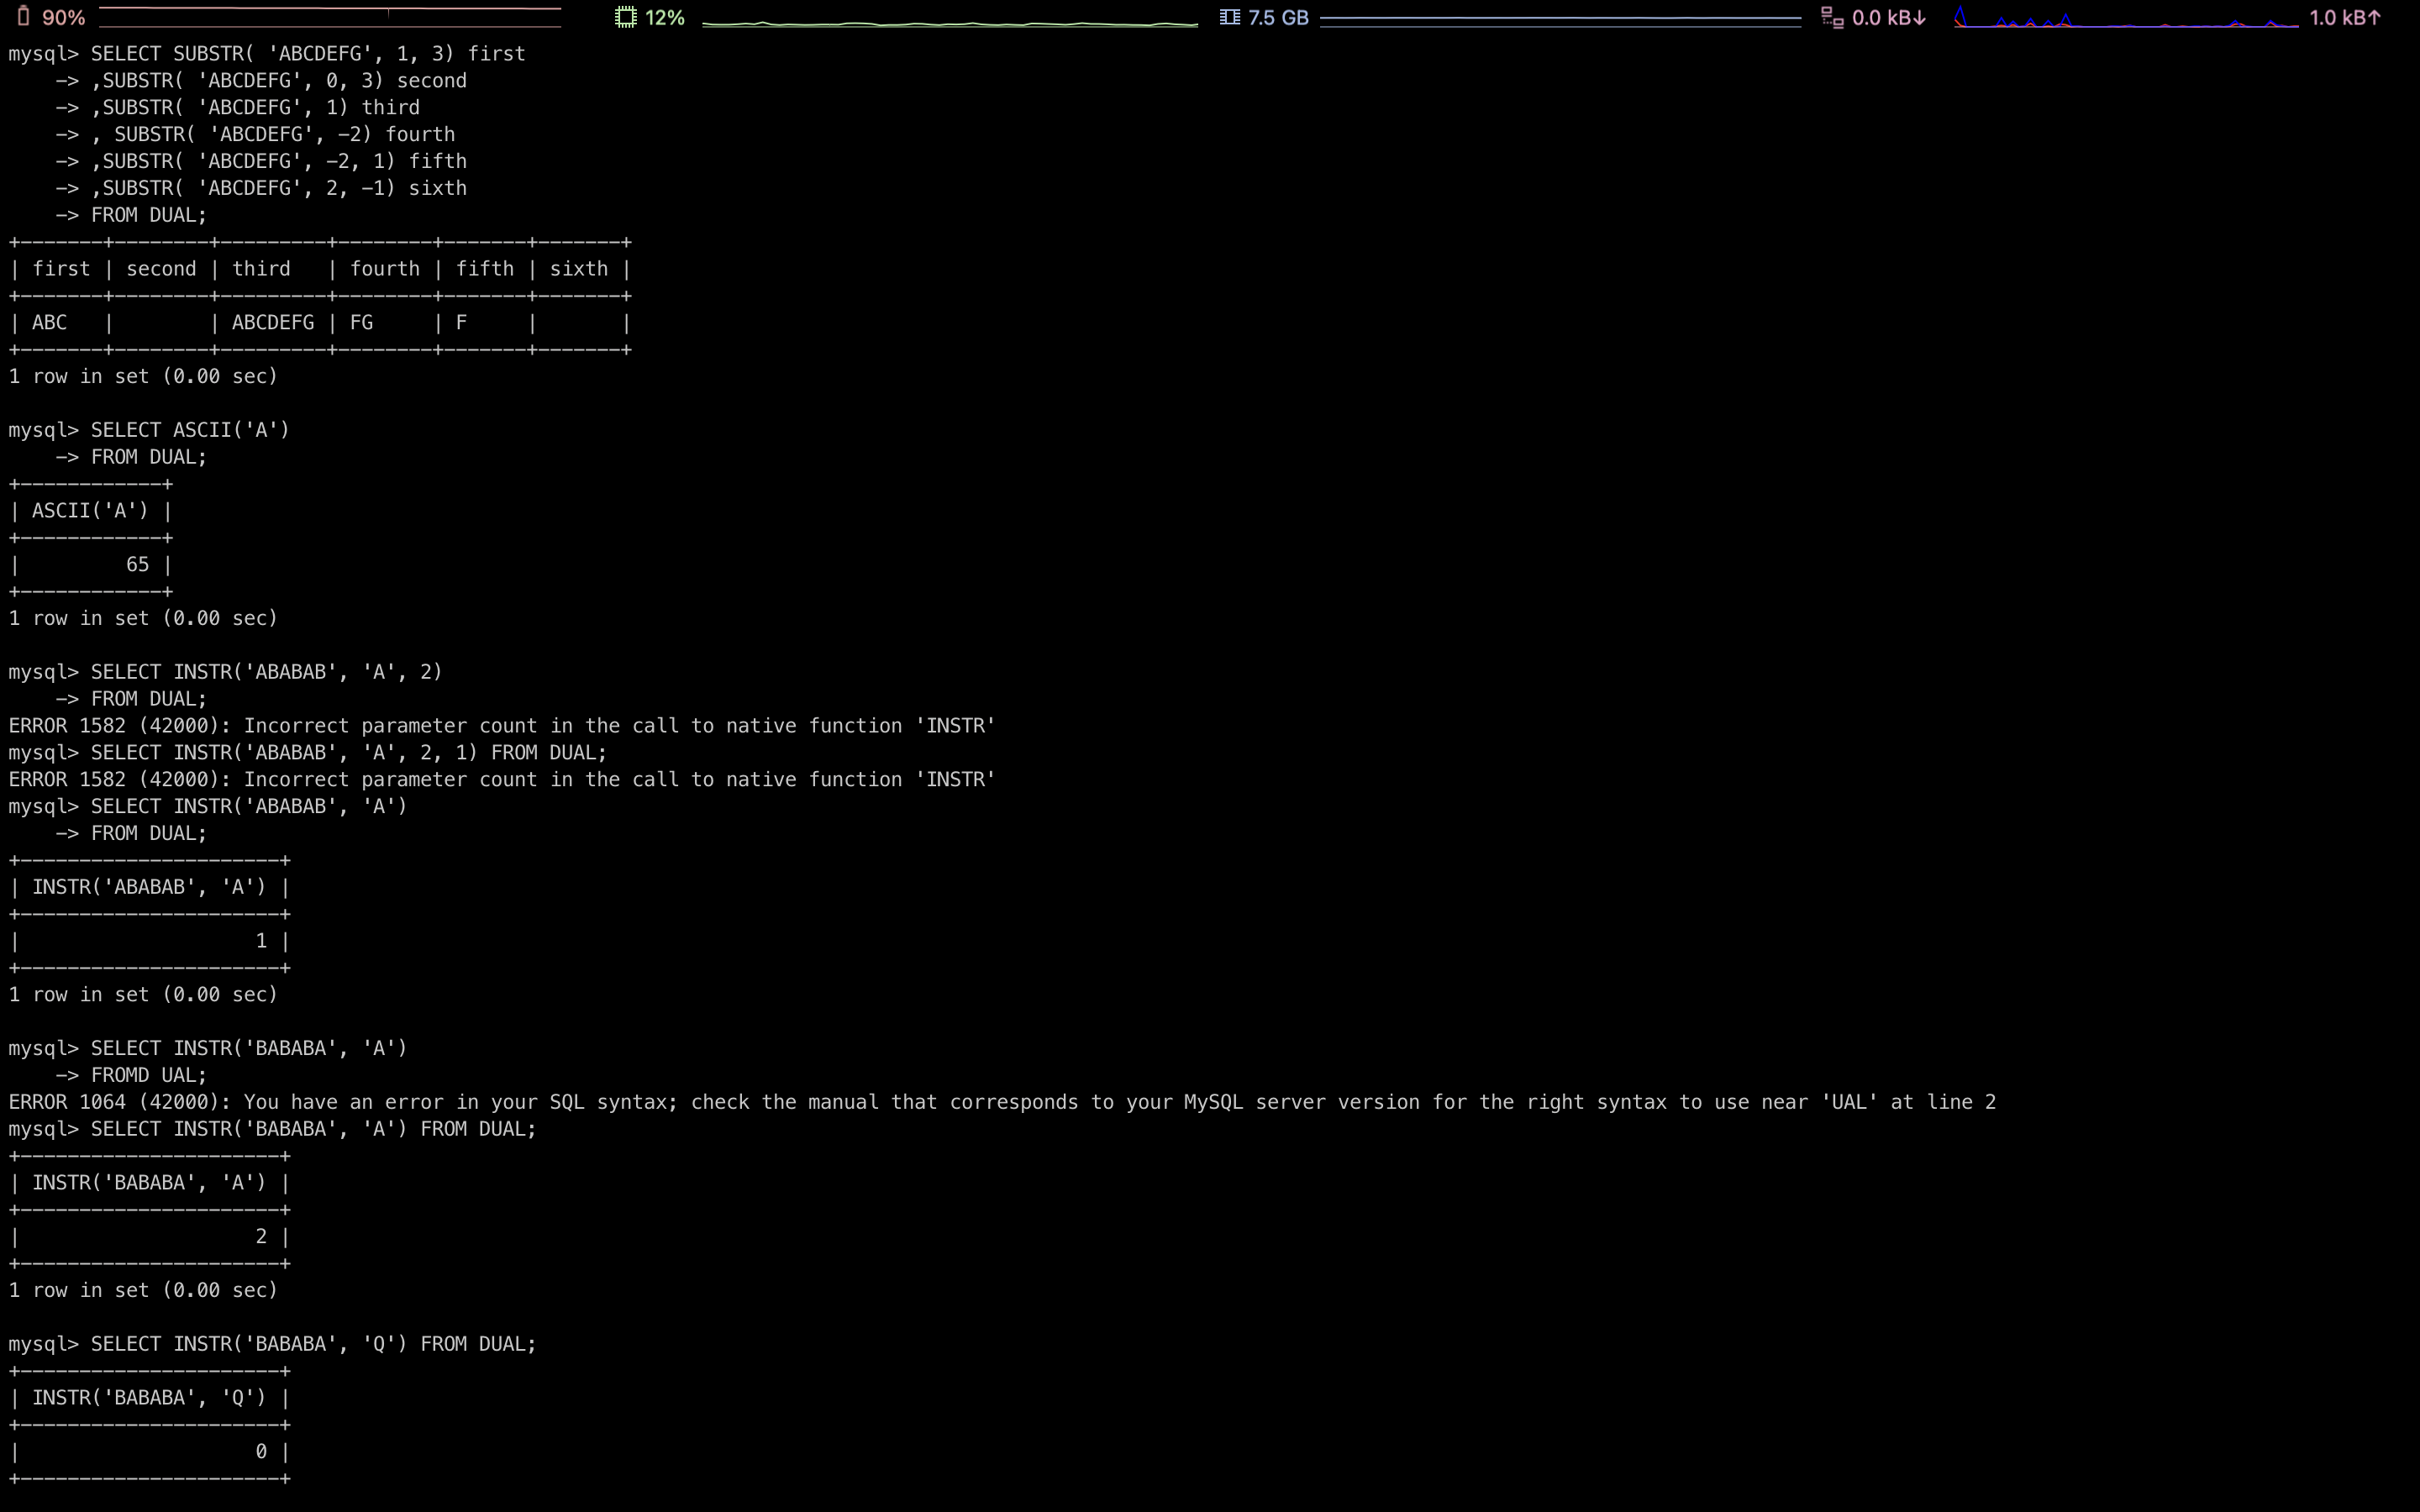 90% 12% 7.5 GB 0.0 kB↓ 1.0 kB↑
mysql> SELECT SUBSTR( 'ABCDEFG', 1, 3) first
    -> ,SUBSTR( 'ABCDEFG', 0, 3) second
    -> ,SUBSTR( 'ABCDEFG', 1) third
    -> , SUBSTR( 'ABCDEFG', -2) fourth
    -> ,SUBSTR( 'ABCDEFG', -2, 1) fifth
    -> ,SUBSTR( 'ABCDEFG', 2, -1) sixth
    -> FROM DUAL;
+-------+--------+---------+--------+-------+-------+
| first | second | third   | fourth | fifth | sixth |
+-------+--------+---------+--------+-------+-------+
| ABC   |        | ABCDEFG | FG     | F     |       |
+-------+--------+---------+--------+-------+-------+
1 row in set (0.00 sec)

mysql> SELECT ASCII('A')
    -> FROM DUAL;
+------------+
| ASCII('A') |
+------------+
|         65 |
+------------+
1 row in set (0.00 sec)

mysql> SELECT INSTR('ABABAB', 'A', 2)
    -> FROM DUAL;
ERROR 1582 (42000): Incorrect parameter count in the call to native function 'INSTR'
mysql> SELECT INSTR('ABABAB', 'A', 2, 1) FROM DUAL;
ERROR 1582 (42000): Incorrect parameter count in the call to native function 'INSTR'
mysql> SELECT INSTR('ABABAB', 'A')
    -> FROM DUAL;
+----------------------+
| INSTR('ABABAB', 'A') |
+----------------------+
|                    1 |
+----------------------+
1 row in set (0.00 sec)

mysql> SELECT INSTR('BABABA', 'A')
    -> FROMD UAL;
ERROR 1064 (42000): You have an error in your SQL syntax; check the manual that corresponds to your MySQL server version for the right syntax to use near 'UAL' at line 2
mysql> SELECT INSTR('BABABA', 'A') FROM DUAL;
+----------------------+
| INSTR('BABABA', 'A') |
+----------------------+
|                    2 |
+----------------------+
1 row in set (0.00 sec)

mysql> SELECT INSTR('BABABA', 'Q') FROM DUAL;
+----------------------+
| INSTR('BABABA', 'Q') |
+----------------------+
|                    0 |
+----------------------+